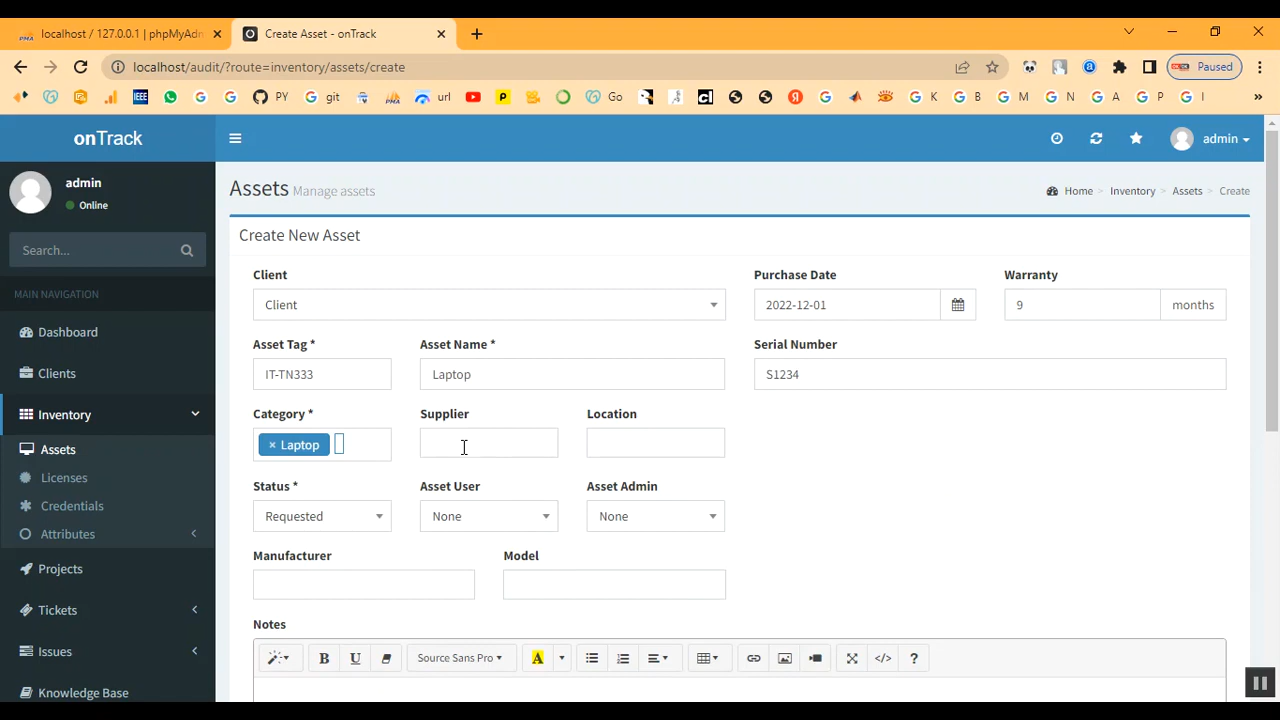 localhost / 127.0.0.1 | phpMyAdn
Create Asset - onTrack
localhost/audit/?route=inventory/assets/create
Paused
IEEE
PY
git
url
Go
K
B
M
N
A
P
I
onTrack
admin
admin
Online
Search...
MAIN NAVIGATION
Dashboard
Clients
Inventory
Assets
Licenses
Credentials
Attributes
Projects
Tickets
Issues
Knowledge Base
Assets Manage assets
Home > Inventory > Assets > Create
Create New Asset
Client
Client
Purchase Date
2022-12-01
Warranty
9
months
Asset Tag *
IT-TN333
Asset Name *
Laptop
Serial Number
S1234
Category *
× Laptop
Supplier
Location
Status *
Requested
Asset User
None
Asset Admin
None
Manufacturer
Model
Notes
B
U
Source Sans Pro
A
</>
?